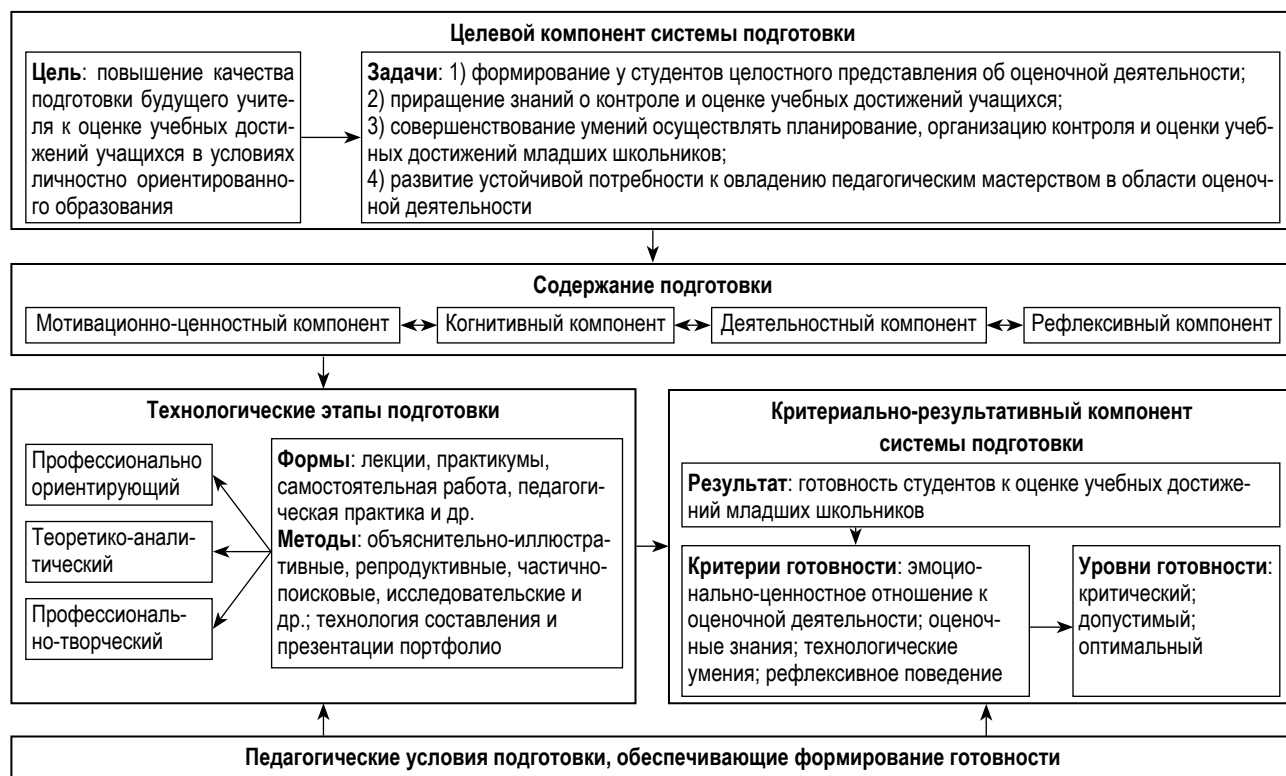 Целевой компонент системы подготовки
Цель: повышение качества
подготовки будущего учите-
ля к оценке учебных дости-
жений учащихся в условиях
личностно ориентированно-
го образования
Задачи: 1) формирование у студентов целостного представления об оценочной деятельности;
2) приращение знаний о контроле и оценке учебных достижений учащихся;
3) совершенствование умений осуществлять планирование, организацию контроля и оценки учеб-
ных достижений младших школьников;
4) развитие устойчивой потребности к овладению педагогическим мастерством в области оценоч-
ной деятельности
Содержание подготовки
Мотивационно-ценностный компонент
Когнитивный компонент
Деятельностный компонент
Рефлексивный компонент
Технологические этапы подготовки
Профессионально
ориентирующий
Теоретико-анали-
тический
Профессиональ-
но-творческий
Формы: лекции, практикумы,
самостоятельная работа, педагоги-
ческая практика и др.
Методы: объяснительно-иллюстра-
тивные, репродуктивные, частично-
поисковые, исследовательские и
др.; технология составления и
презентации портфолио
Критериально-результативный компонент
системы подготовки
Результат: готовность студентов к оценке учебных достиже-
ний младших школьников
Критерии готовности: эмоцио-
нально-ценностное отношение к
оценочной деятельности; оценоч-
ные знания; технологические
умения; рефлексивное поведение
Уровни готовности:
критический;
допустимый;
оптимальный
Педагогические условия подготовки, обеспечивающие формирование готовности